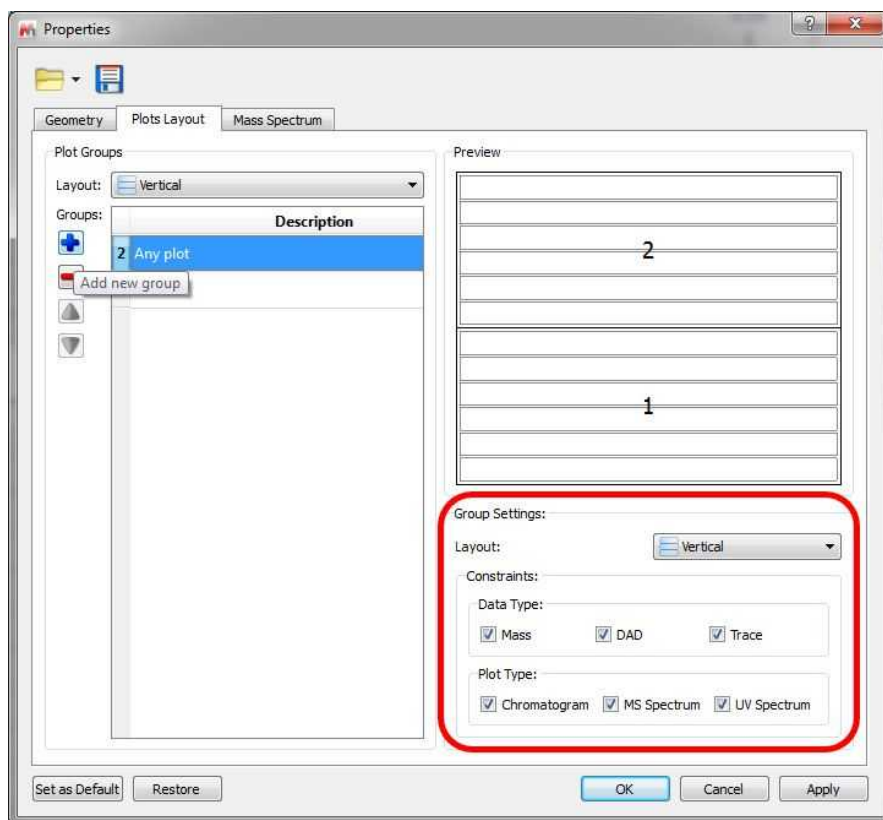 Properties
Geometry Plots Layout Mass Spectrum
Plot Groups
Layout: Vertical
Groups: Description
2 Any plot
Add new group
Preview
2
1
Group Settings:
Layout: Vertical
Constraints:
Data Type:
Mass DAD Trace
Plot Type:
Chromatogram MS Spectrum UV Spectrum
Set as Default Restore OK Cancel Apply